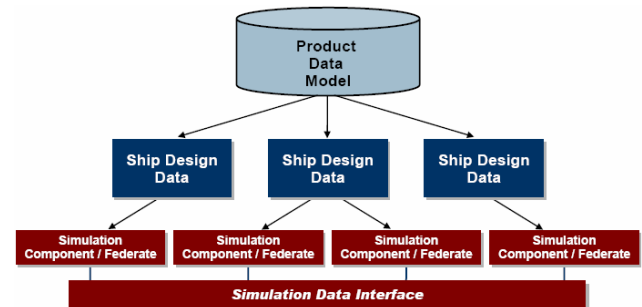 Product
Data
Model
Ship Design
Data
Ship Design
Data
Ship Design
Data
Simulation
Component / Federate
Simulation
Component / Federate
Simulation
Component / Federate
Simulation
Component / Federate
Simulation Data Interface